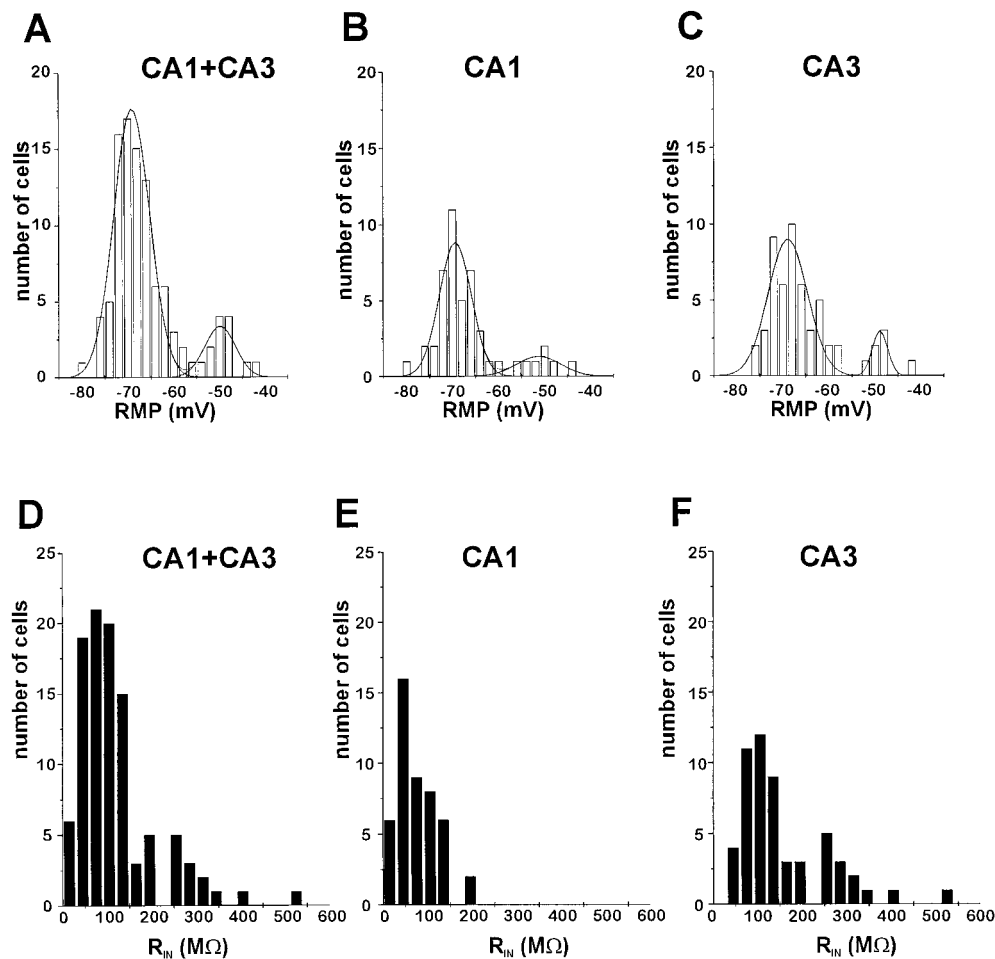 A
B
C
CA1+CA3
CA1
CA3
20
15
10
5
0
number of cells
-80 -70 -60 -50 -40
RMP (mV)
20
15
10
5
0
number of cells
-80 -70 -60 -50 -40
RMP (mV)
20
15
10
5
0
number of cells
-80 -70 -60 -50 -40
RMP (mV)
D
E
F
CA1+CA3
CA1
CA3
25
20
15
10
5
0
number of cells
0 100 200 300 400 500 600
RIN (MΩ)
25
20
15
10
5
0
number of cells
0 100 200 300 400 500 600
RIN (MΩ)
25
20
15
10
5
0
number of cells
0 100 200 300 400 500 600
RIN (MΩ)